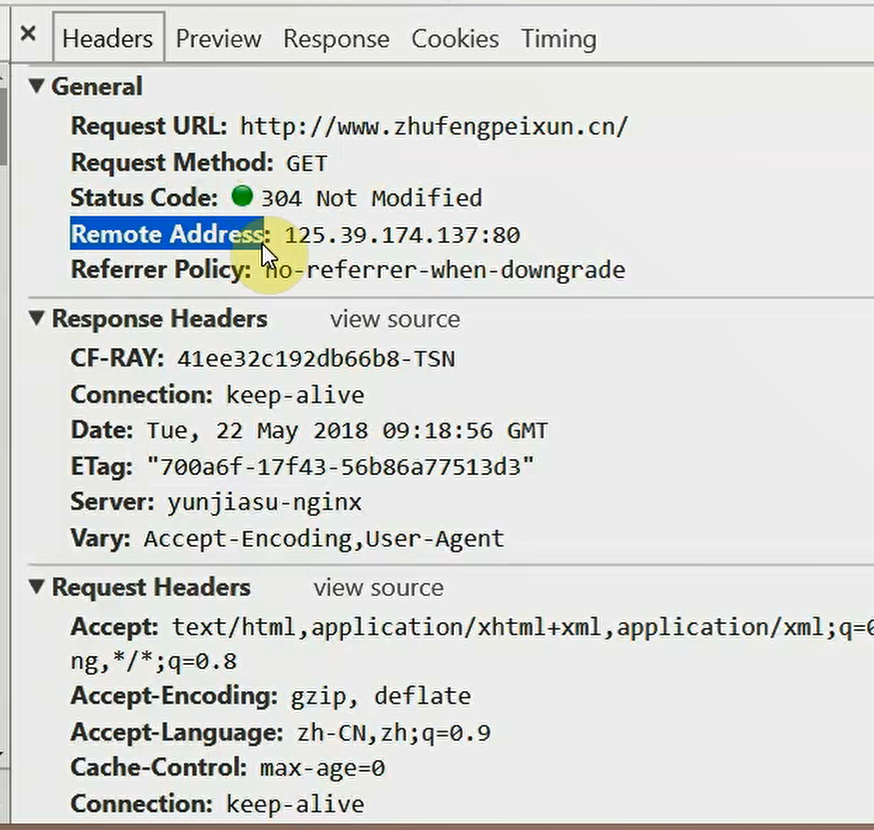 Headers Preview Response Cookies Timing
General
Request URL: http://www.zhufengpeixun.cn/
Request Method: GET
Status Code: 304 Not Modified
Remote Address: 125.39.174.137:80
Referrer Policy: no-referrer-when-downgrade
Response Headers view source
CF-RAY: 41ee32c192db66b8-TSN
Connection: keep-alive
Date: Tue, 22 May 2018 09:18:56 GMT
ETag: "700a6f-17f43-56b86a77513d3"
Server: yunjiasu-nginx
Vary: Accept-Encoding,User-Agent
Request Headers view source
Accept: text/html,application/xhtml+xml,application/xml;q=0
ng,*/*;q=0.8
Accept-Encoding: gzip, deflate
Accept-Language: zh-CN,zh;q=0.9
Cache-Control: max-age=0
Connection: keep-alive